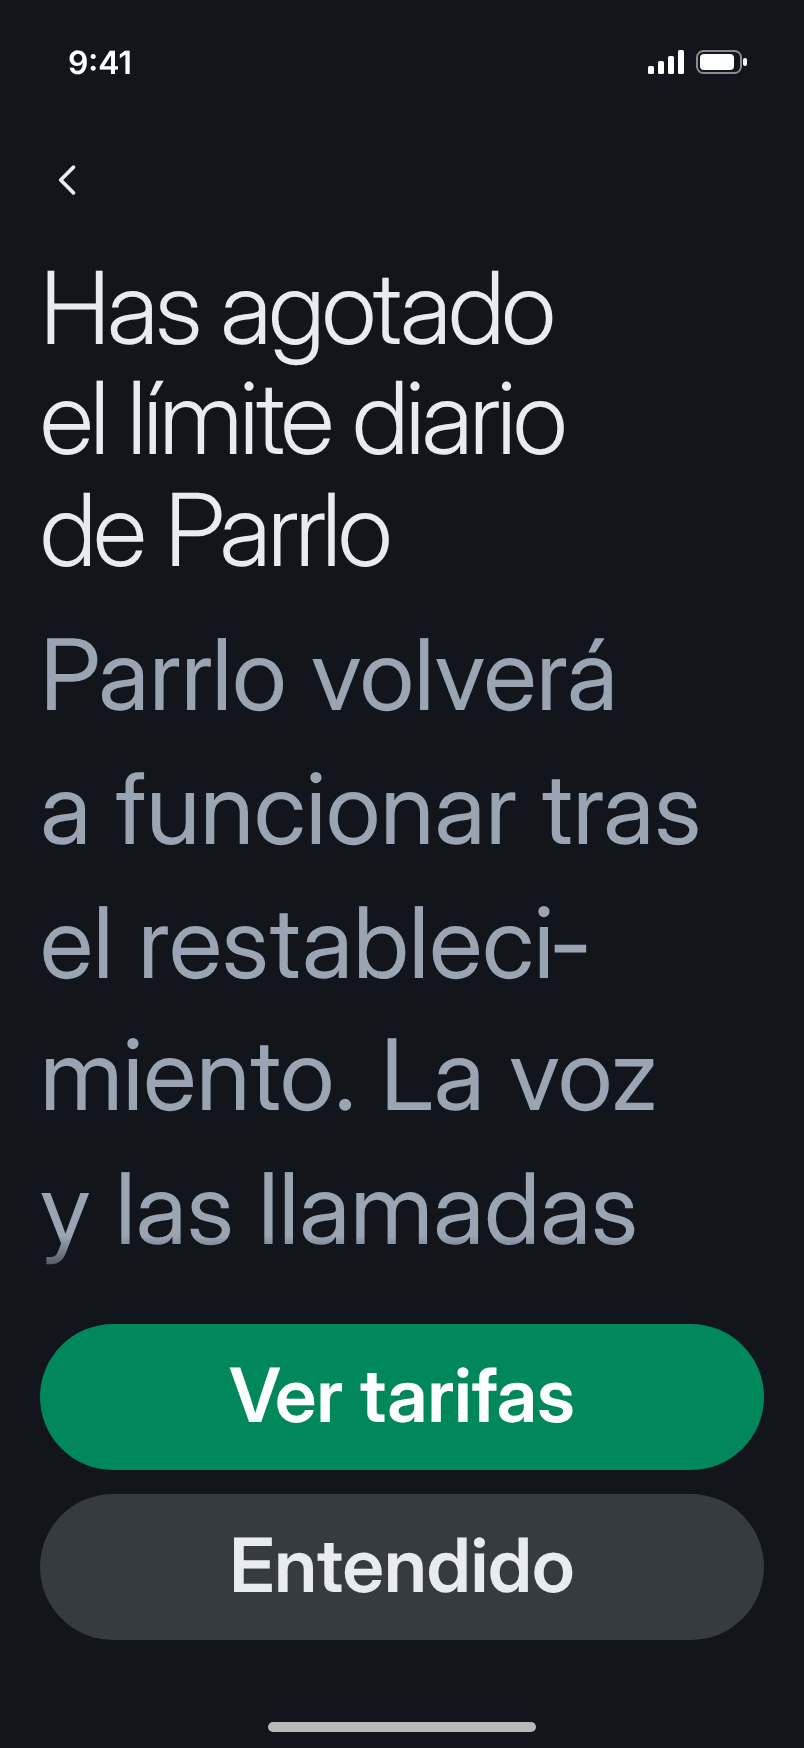 9:41
Has agotado
el límite diario
de Parrlo
Parrlo volverá
a funcionar tras
el restableci-
miento. La voz
y las llamadas
Ver tarifas
Entendido